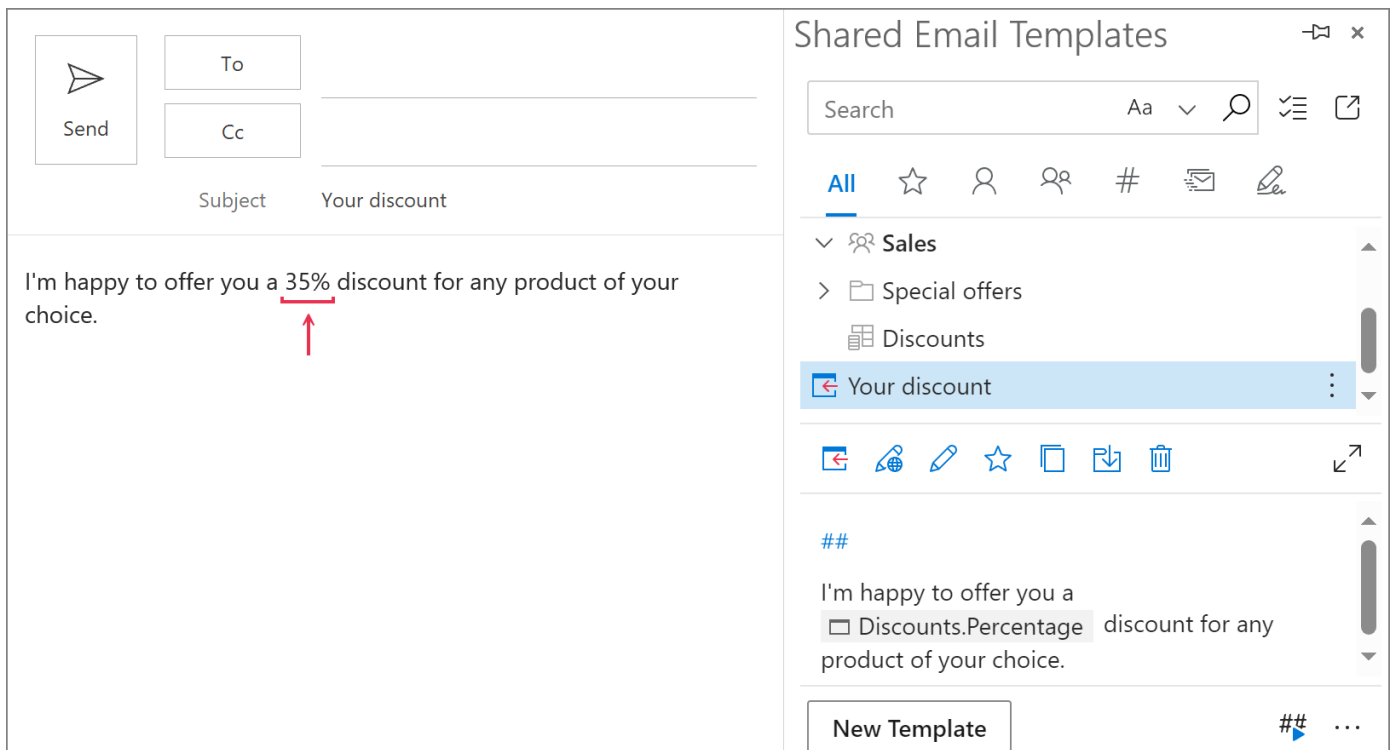 Send
To
Cc
Subject
Your discount
I'm happy to offer you a 35% discount for any product of your
choice.
Shared Email Templates
Search
Aa
All
#
Sales
Special offers
Discounts
Your discount
##
I'm happy to offer you a
Discounts.Percentage discount for any
product of your choice.
New Template
##